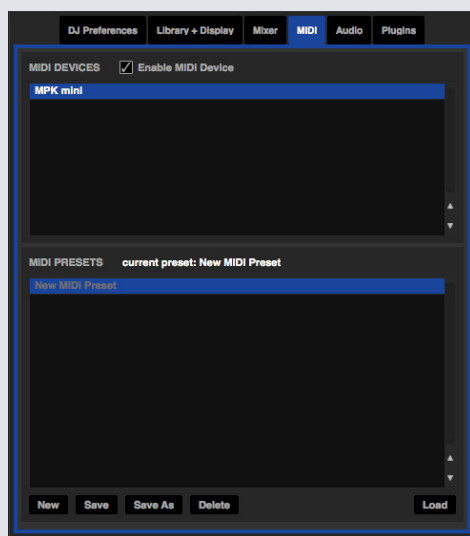 DJ Preferences Library + Display Mixer MIDI Audio Plugins
MIDI DEVICES Enable MIDI Device
MPK mini
MIDI PRESETS current preset: New MIDI Preset
New MIDI Preset
New Save Save As Delete Load